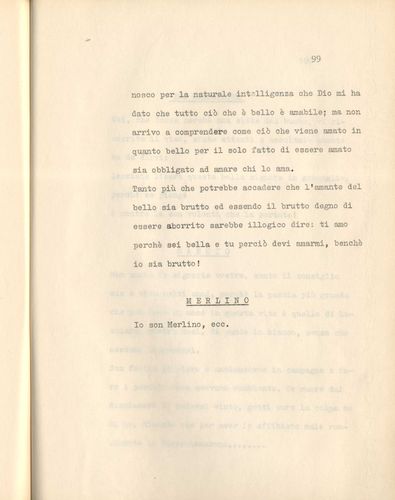 99
nosco per la naturale intelligenza che Dio mi ha
dato che tutto ciò che è bello è amabile; ma non
arrivo a comprendere come ciò che viene amato in
quanto bello per il solo fatto di essere amato
sia obbligato ad amare chi lo ama.
Tanto più che potrebbe accadere che l'amante del
bello sia brutto ed essendo il brutto degno di
essere aborrito sarebbe illogico dire: ti amo
perchè sei bella e tu perciò devi amarmi, benchè
io sia brutto!
MERLINO
Io son Merlino, ecc.